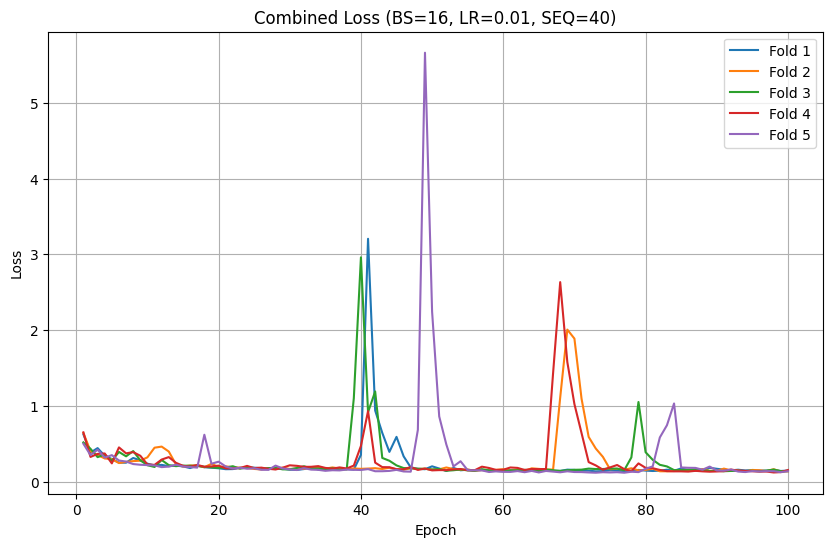 Combined Loss (BS=16, LR=0.01, SEQ=40)
Fold 1
Fold 2
Fold 3
Fold 4
Fold 5
Loss
5
4
3
2
1
0
0 20 40 60 80 100
Epoch